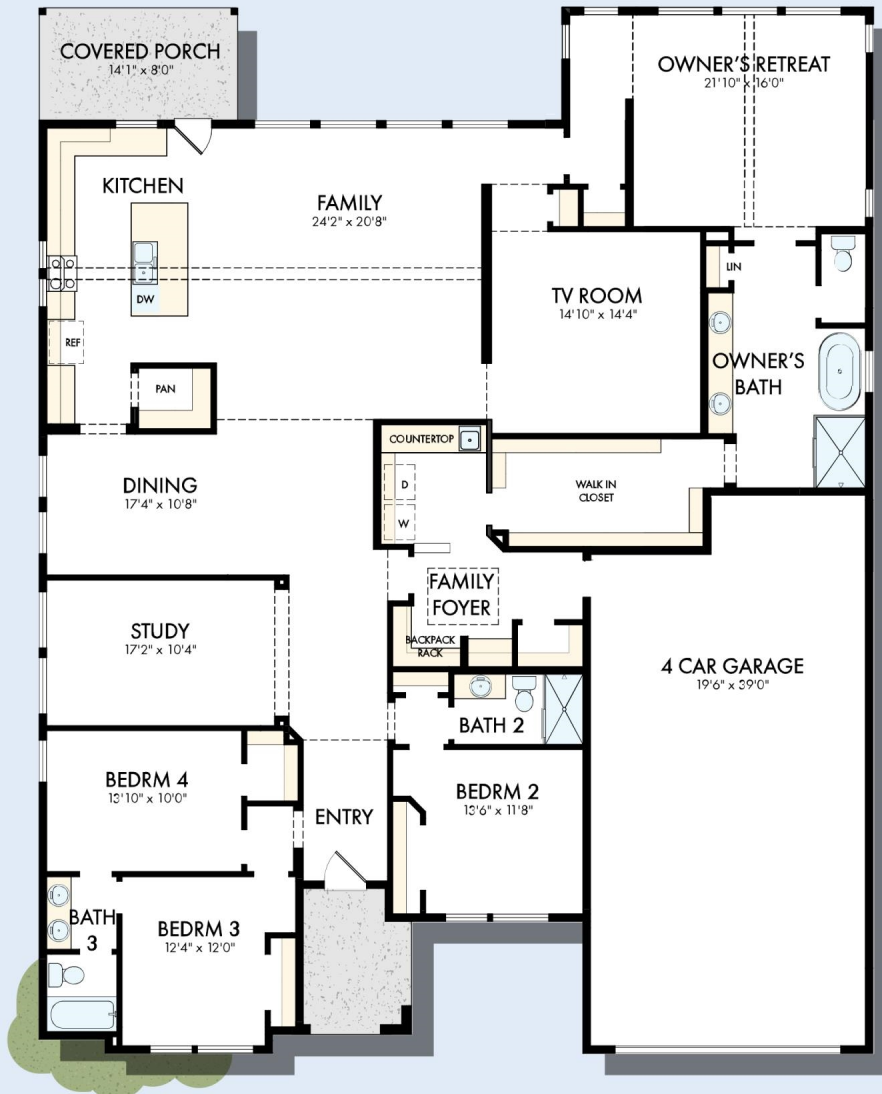 COVERED PORCH
14'1" x 8'0"
OWNER'S RETREAT
21'10" x 16'0"
KITCHEN
FAMILY
24'2" x 20'8"
DW
REF
PAN
TV ROOM
14'10" x 14'4"
LIN
OWNER'S
BATH
COUNTERTOP
D
W
WALK IN
CLOSET
DINING
17'4" x 10'8"
FAMILY
FOYER
BACKPACK
RACK
STUDY
17'2" x 10'4"
4 CAR GARAGE
19'6" x 39'0"
BATH 2
BEDRM 4
13'10" x 10'0"
BEDRM 2
13'6" x 11'8"
ENTRY
BATH
3
BEDRM 3
12'4" x 12'0"